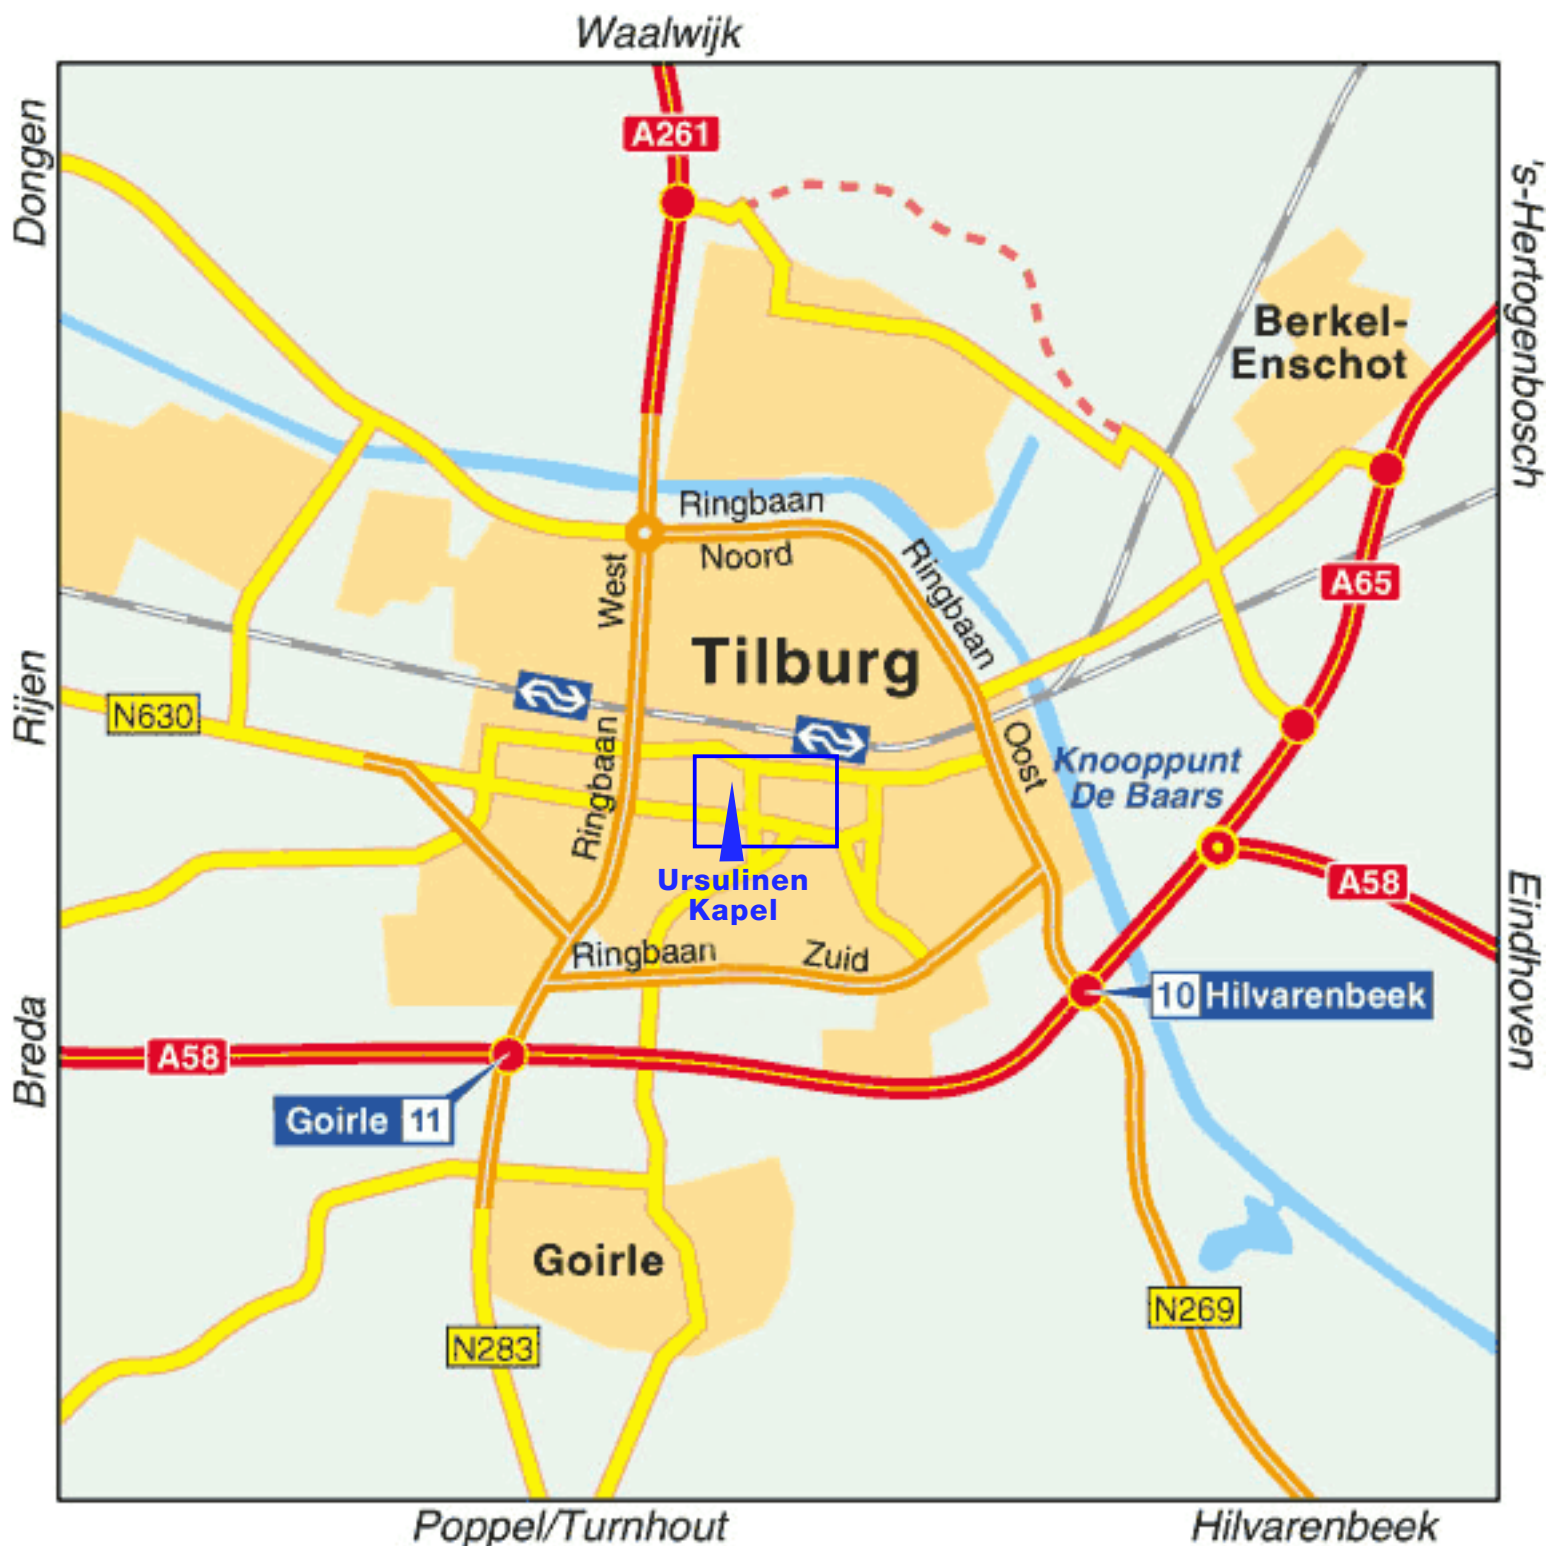 Waalwijk
Dongen
A261
's-Hertogenbosch
Berkel-
Enschot
Ringbaan
Noord
Ringbaan
West
A65
Tilburg
Rijen
N630
Ringbaan
Oost
Knooppunt
De Baars
Ursulinen
Kapel
A58
Eindhoven
Ringbaan Zuid
10 Hilvarenbeek
Breda
A58
Goirle 11
Goirle
N269
N283
Poppel/Turnhout
Hilvarenbeek